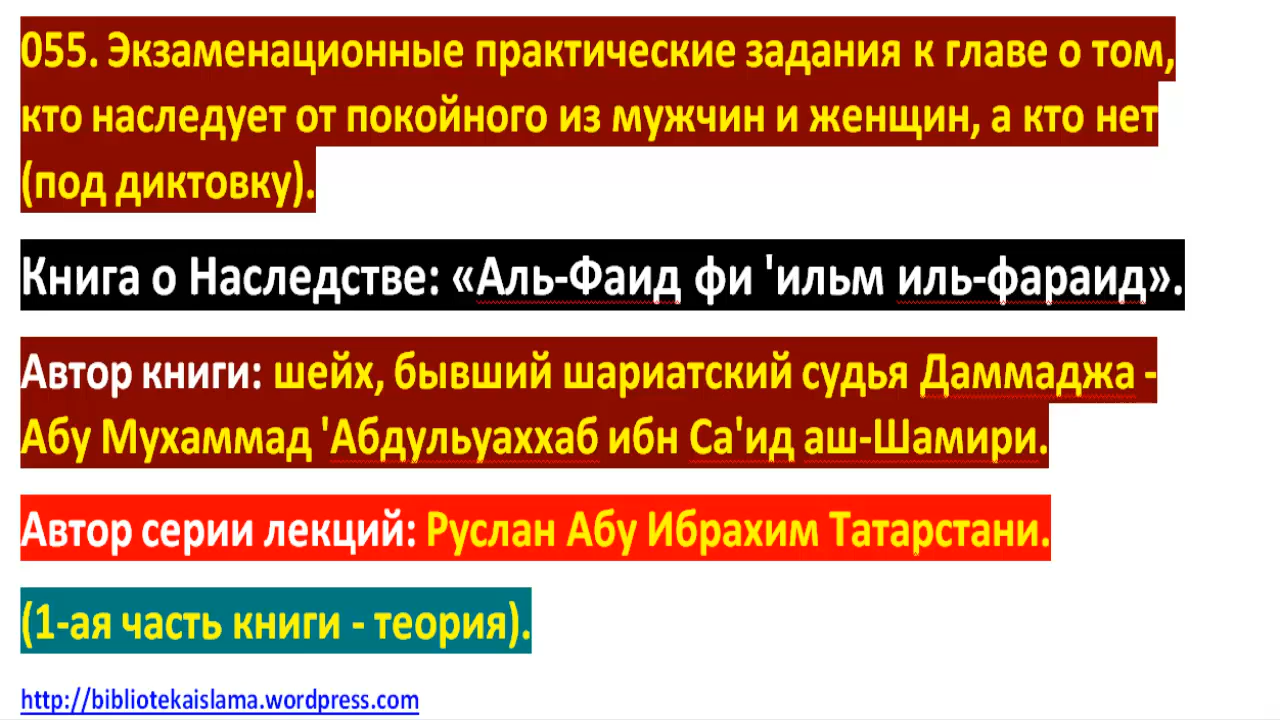 055. Экзаменационные практические задания к главе о том,
кто наследует от покойного из мужчин и женщин, а кто нет
(под диктовку).
Книга о Наследстве: «Аль-Фаид фи 'ильм иль-фараид».
Автор книги: шейх, бывший шариатский судья Даммаджа -
Абу Мухаммад 'Абдульуаххаб ибн Са'ид аш-Шамири.
Автор серии лекций: Руслан Абу Ибрахим Татарстани.
(1-ая часть книги - теория).
http://bibliotekaislama.wordpress.com